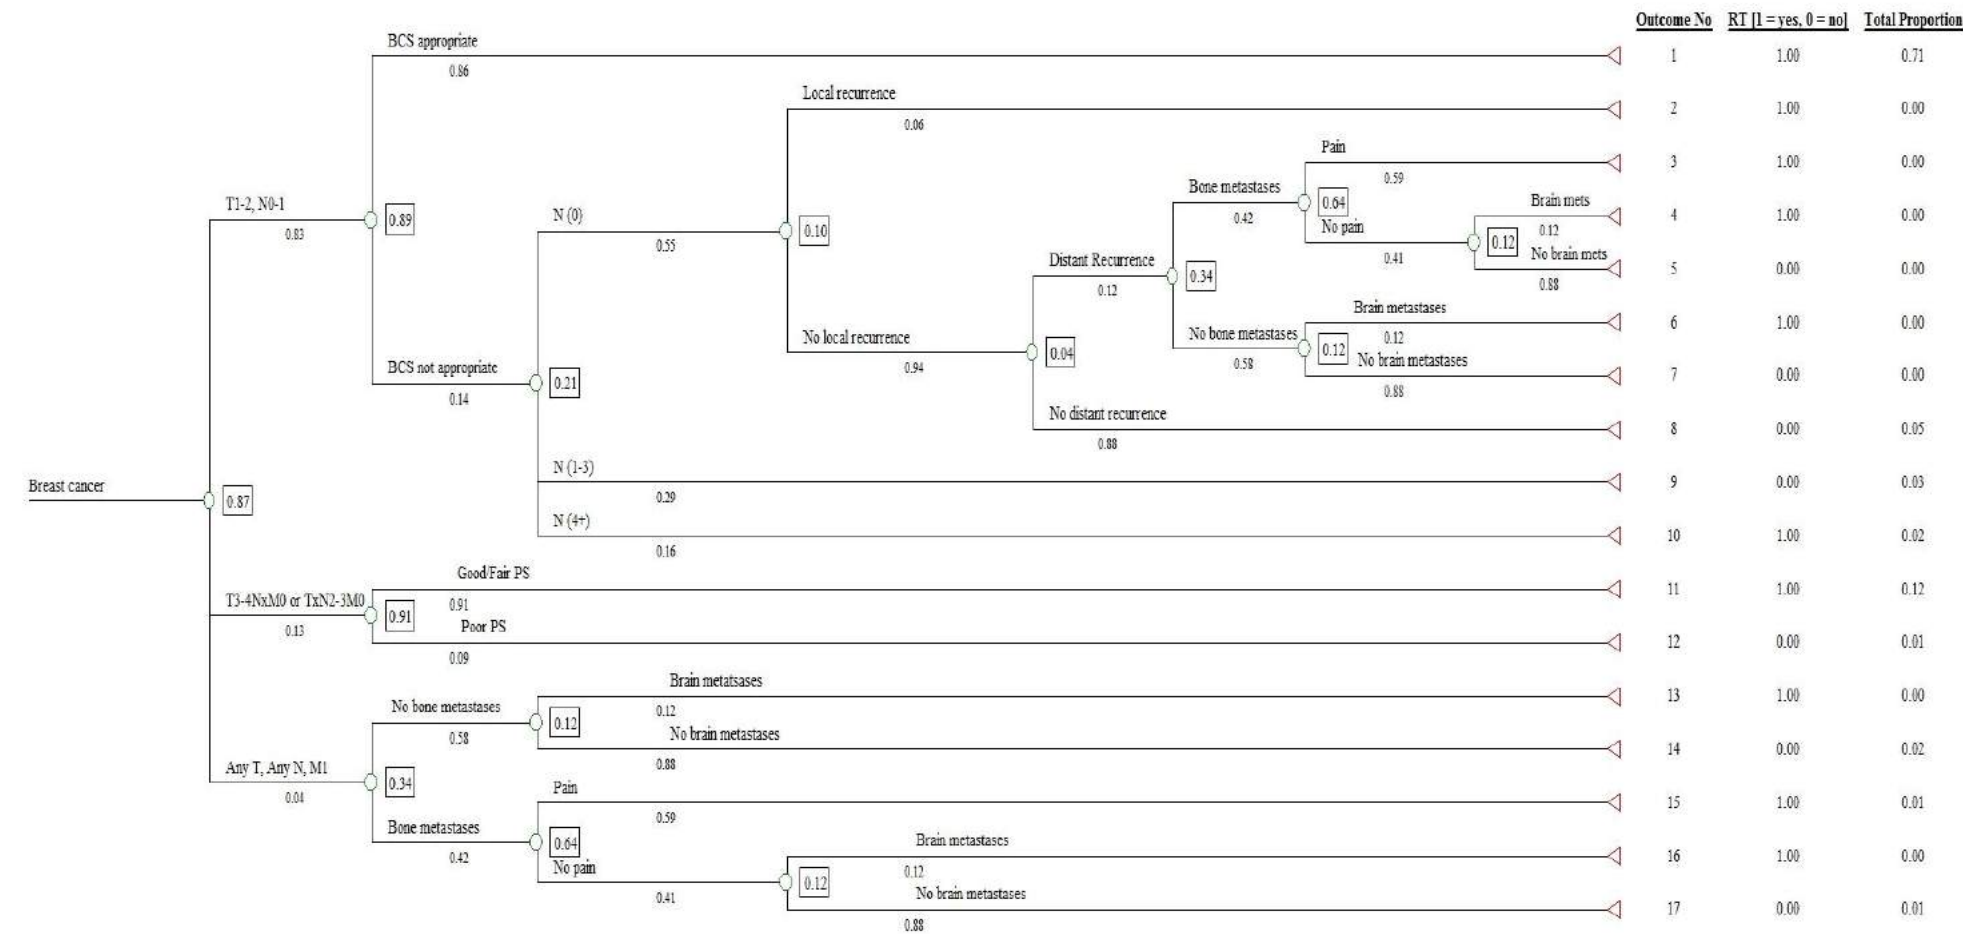 Outcome No RT [1 = yes, 0 = no] Total Proportion
BCS appropriate
0.86
1 1.00 0.71
Local recurrence
0.06
2 1.00 0.00
Pain
0.59
3 1.00 0.00
T1-2, N0-1
0.83
0.89
N (0)
0.55
0.10
Bone metastases
0.42
0.64
No pain
0.41
Brain mets
0.12
4 1.00 0.00
0.12
No brain mets
0.88
5 0.00 0.00
Distant Recurrence
0.12
0.34
Brain metastases
0.12
6 1.00 0.00
No local recurrence
0.94
0.04
No bone metastases
0.58
0.12
No brain metastases
0.88
7 0.00 0.00
BCS not appropriate
0.14
0.21
No distant recurrence
0.88
8 0.00 0.05
N (1-3)
0.29
9 0.00 0.03
Breast cancer
0.87
N (4+)
0.16
10 1.00 0.02
Good/Fair PS
0.91
11 1.00 0.12
T3-4NxM0 or TxN2-3M0
0.13
0.91
Poor PS
0.09
12 0.00 0.01
Brain metatsases
0.12
13 1.00 0.00
No bone metastases
0.58
0.12
No brain metastases
0.88
14 0.00 0.02
Any T, Any N, M1
0.04
0.34
Pain
0.59
15 1.00 0.01
Bone metastases
0.42
0.64
No pain
0.41
Brain metastases
0.12
16 1.00 0.00
0.12
No brain metastases
0.88
17 0.00 0.01